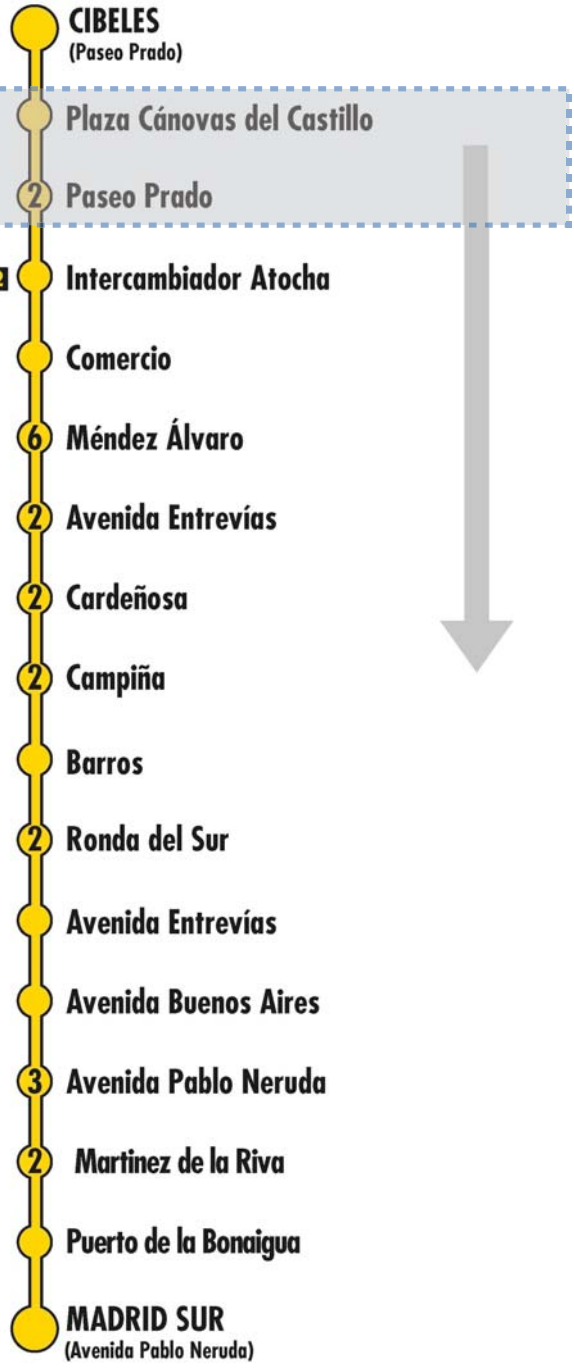 CIBELES
(Paseo Prado)
Plaza Cánovas del Castillo
2 Paseo Prado
Intercambiador Atocha
Comercio
6 Méndez Álvaro
2 Avenida Entrevías
2 Cardeñosa
2 Campiña
Barros
2 Ronda del Sur
Avenida Entrevías
Avenida Buenos Aires
3 Avenida Pablo Neruda
2 Martinez de la Riva
Puerto de la Bonaigua
MADRID SUR
(Avenida Pablo Neruda)